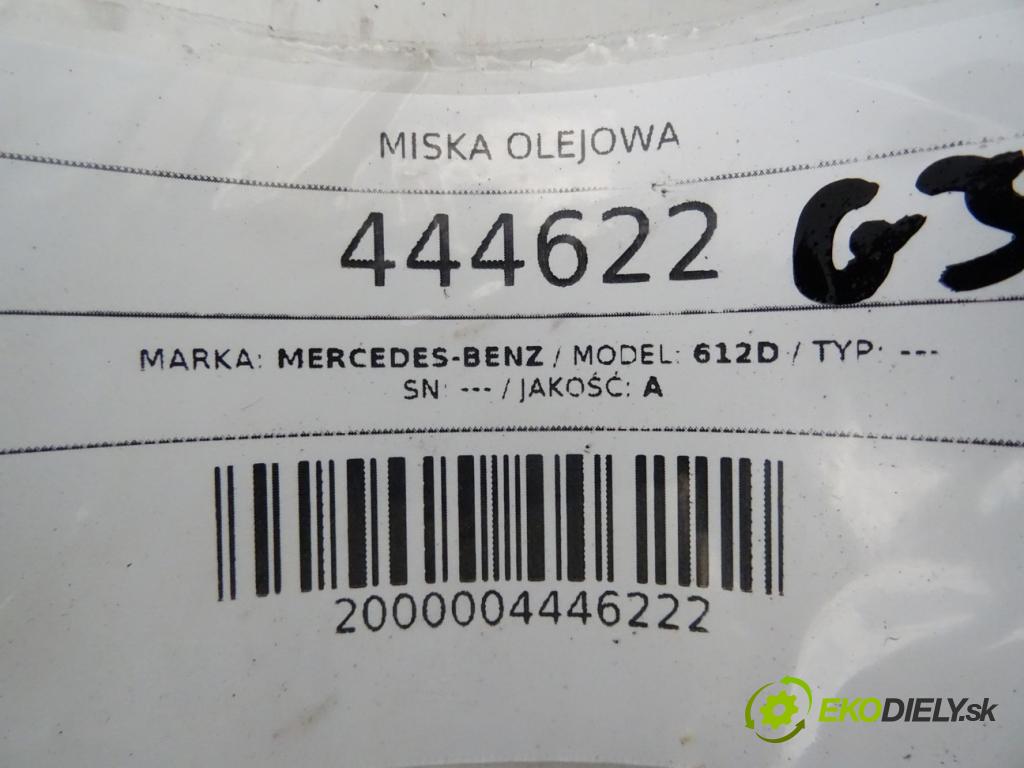 MISKA OLEJOWA
444622
MARKA: MERCEDES-BENZ / MODEL: 612D / TYP: ---
SN: --- / JAKOŚĆ: A
2000004446222
EKODIELY.sk